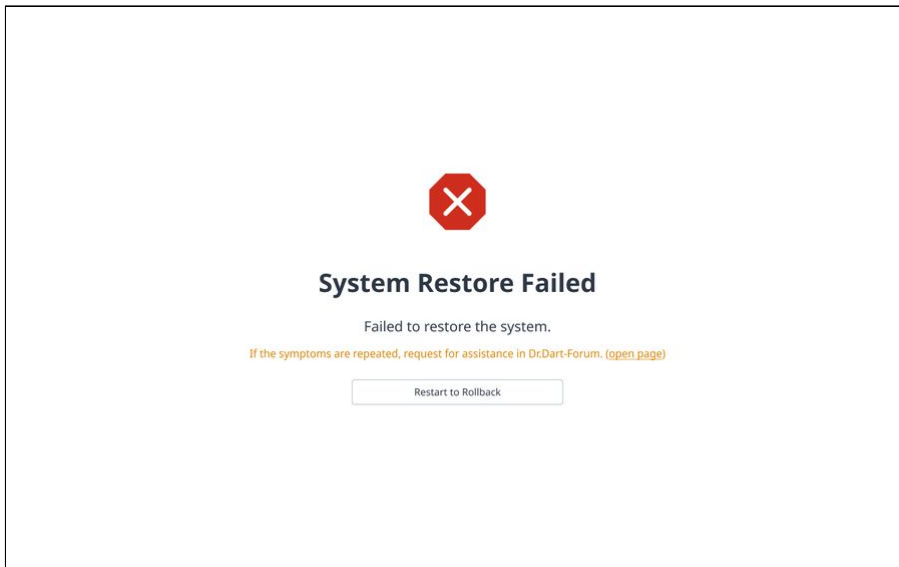 System Restore Failed
Failed to restore the system.
If the symptoms are repeated, request for assistance in Dr.Dart-Forum. (open page)
Restart to Rollback